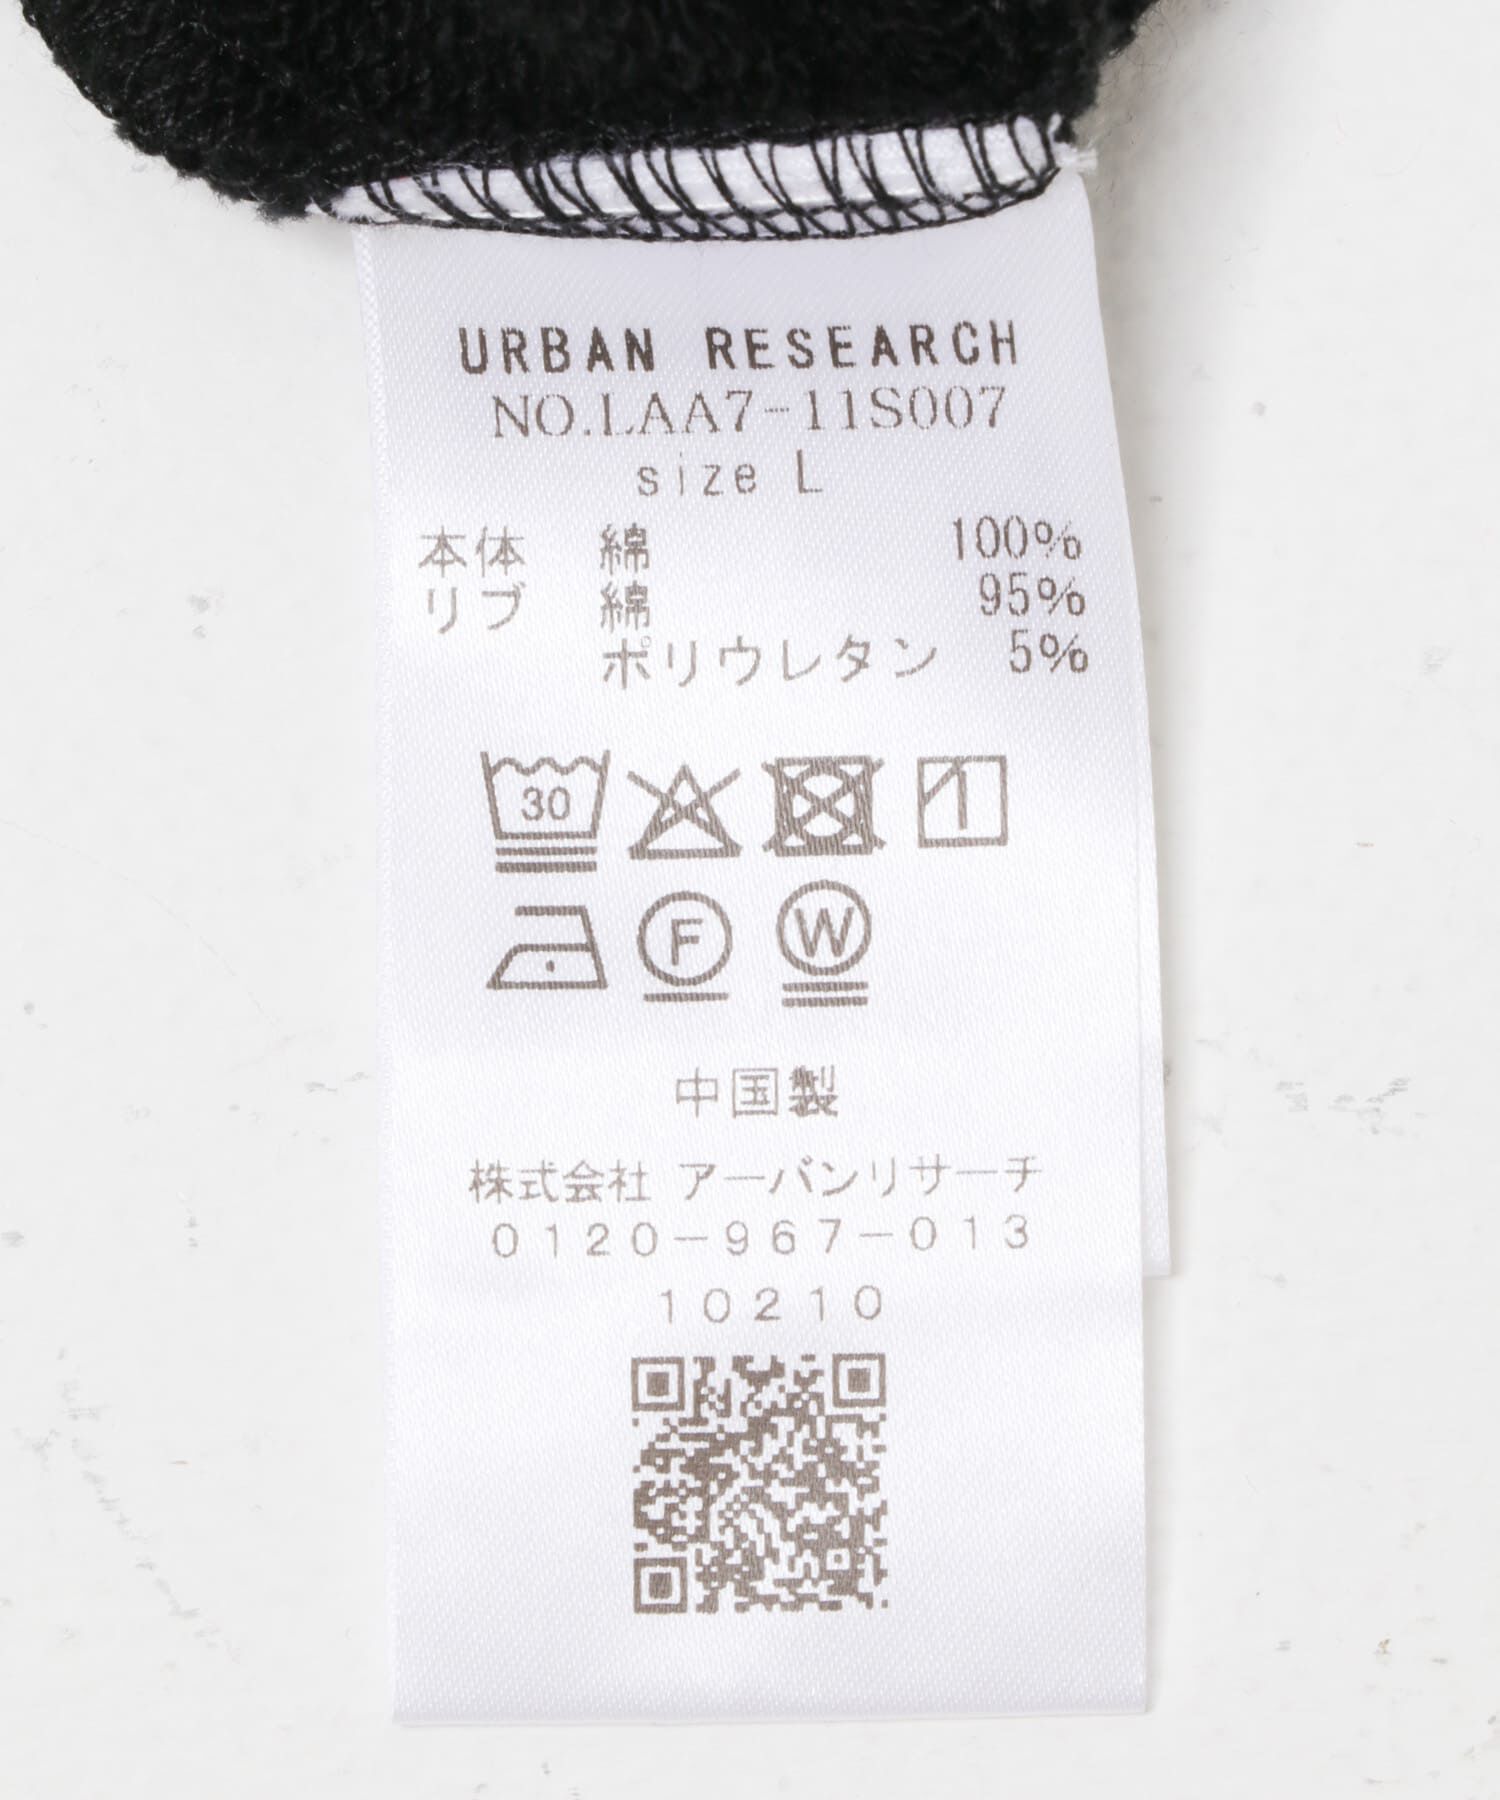 URBAN RESEARCH
NO.LAA7-11S007
size L
本体 綿 100%
リブ 綿 95%
ポリウレタン 5%
30
F
W
中国製
株式会社 アーバンリサーチ
0120-967-013
10210